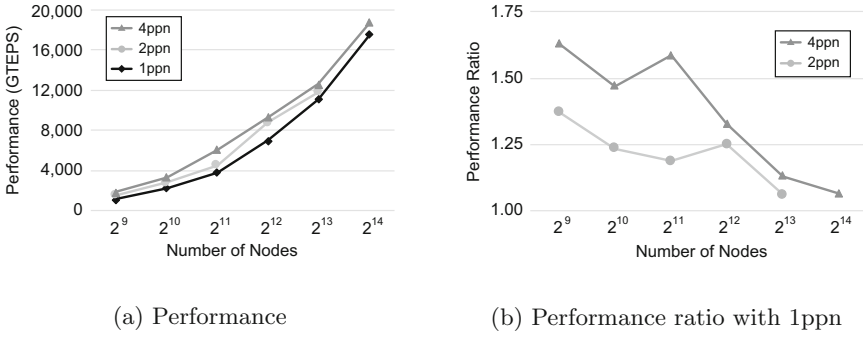 20,000
16,000
12,000
8,000
4,000
0
Performance (GTEPS)
4ppn
2ppn
1ppn
2^9 2^10 2^11 2^12 2^13 2^14
Number of Nodes
(a) Performance
1.75
1.50
1.25
1.00
Performance Ratio
4ppn
2ppn
2^9 2^10 2^11 2^12 2^13 2^14
Number of Nodes
(b) Performance ratio with 1ppn